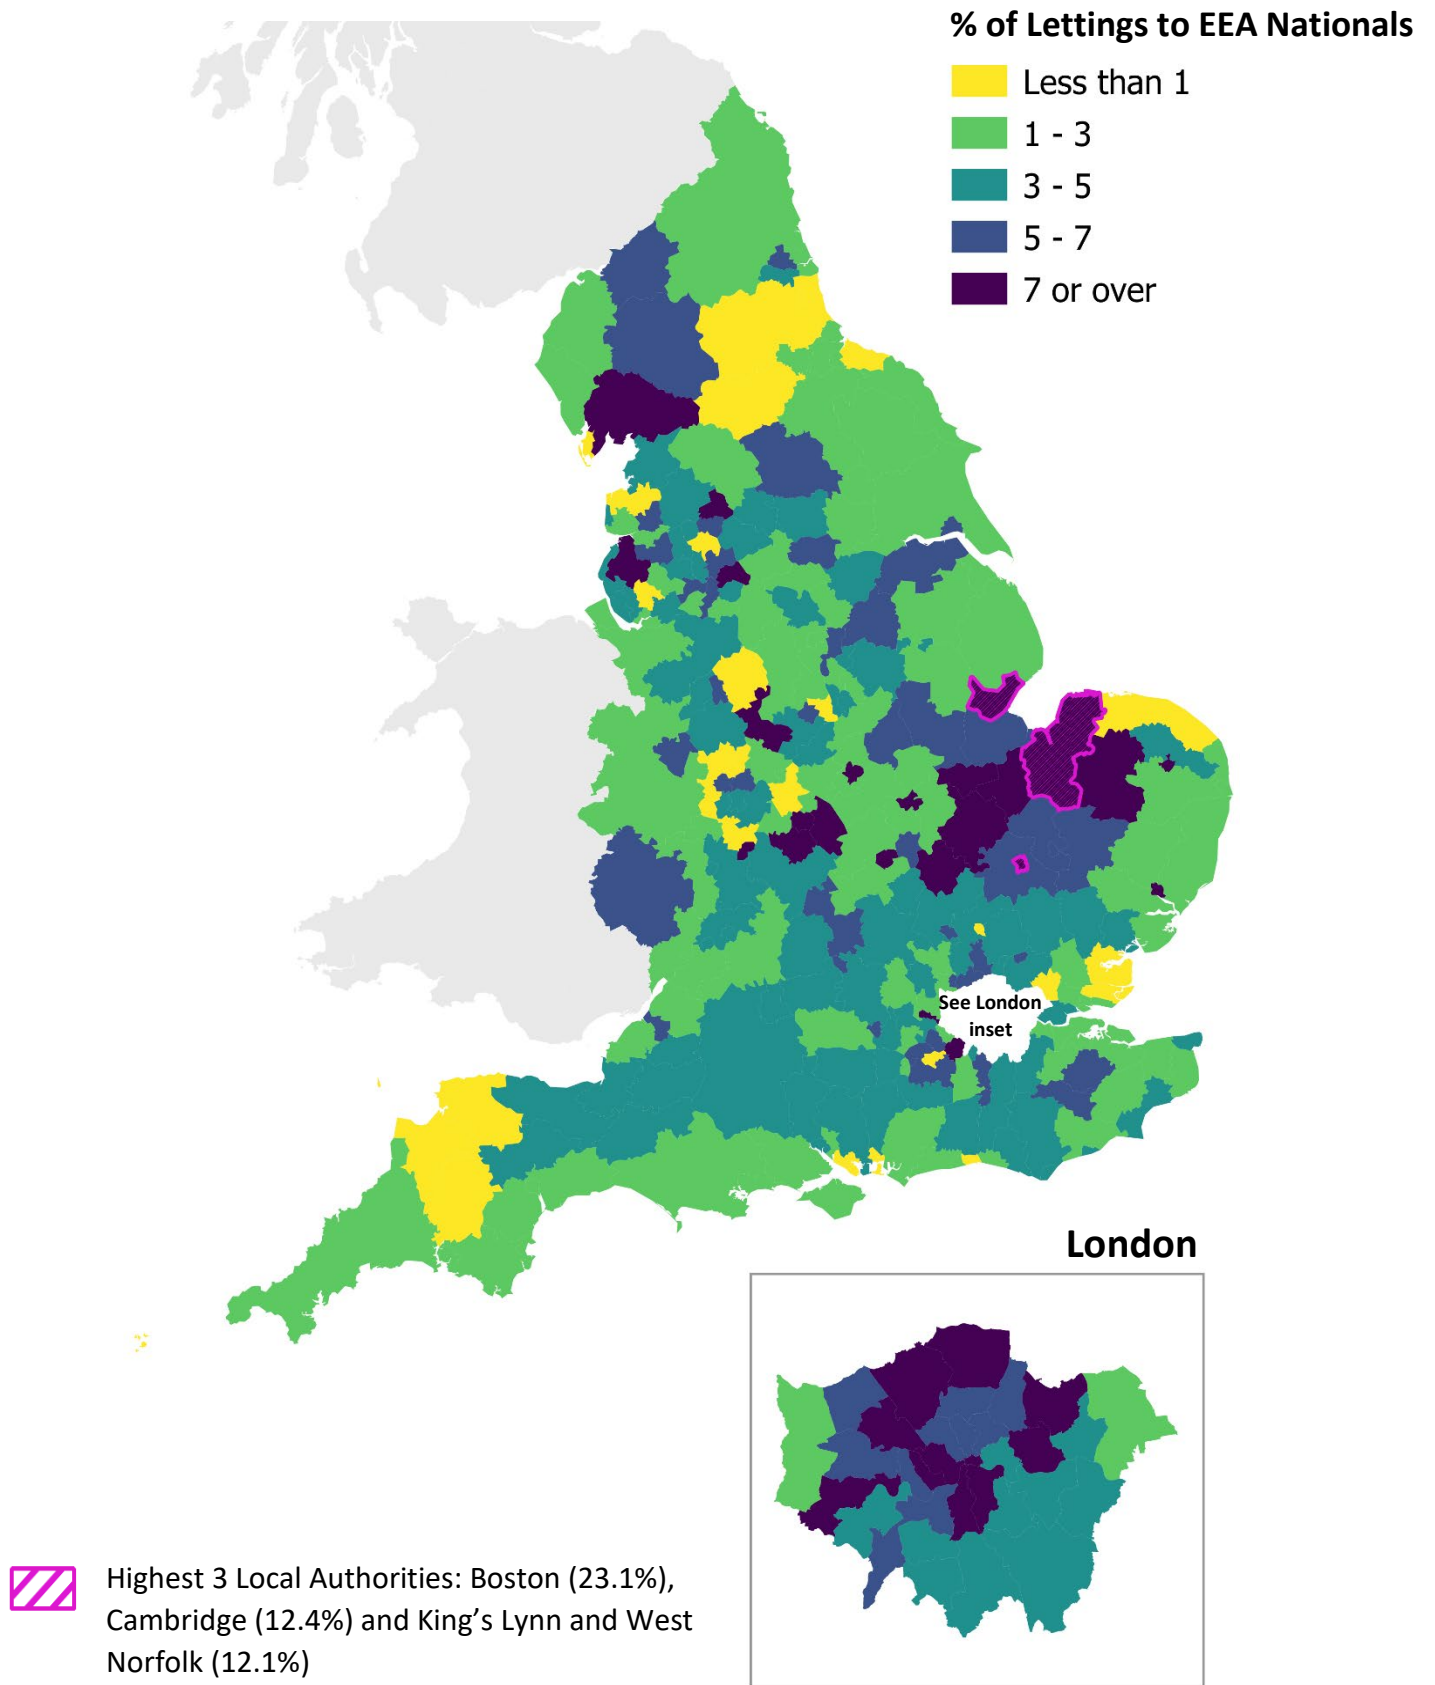 % of Lettings to EEA Nationals
Less than 1
1 - 3
3 - 5
5 - 7
7 or over
See London
inset
London
Highest 3 Local Authorities: Boston (23.1%),
Cambridge (12.4%) and King’s Lynn and West
Norfolk (12.1%)